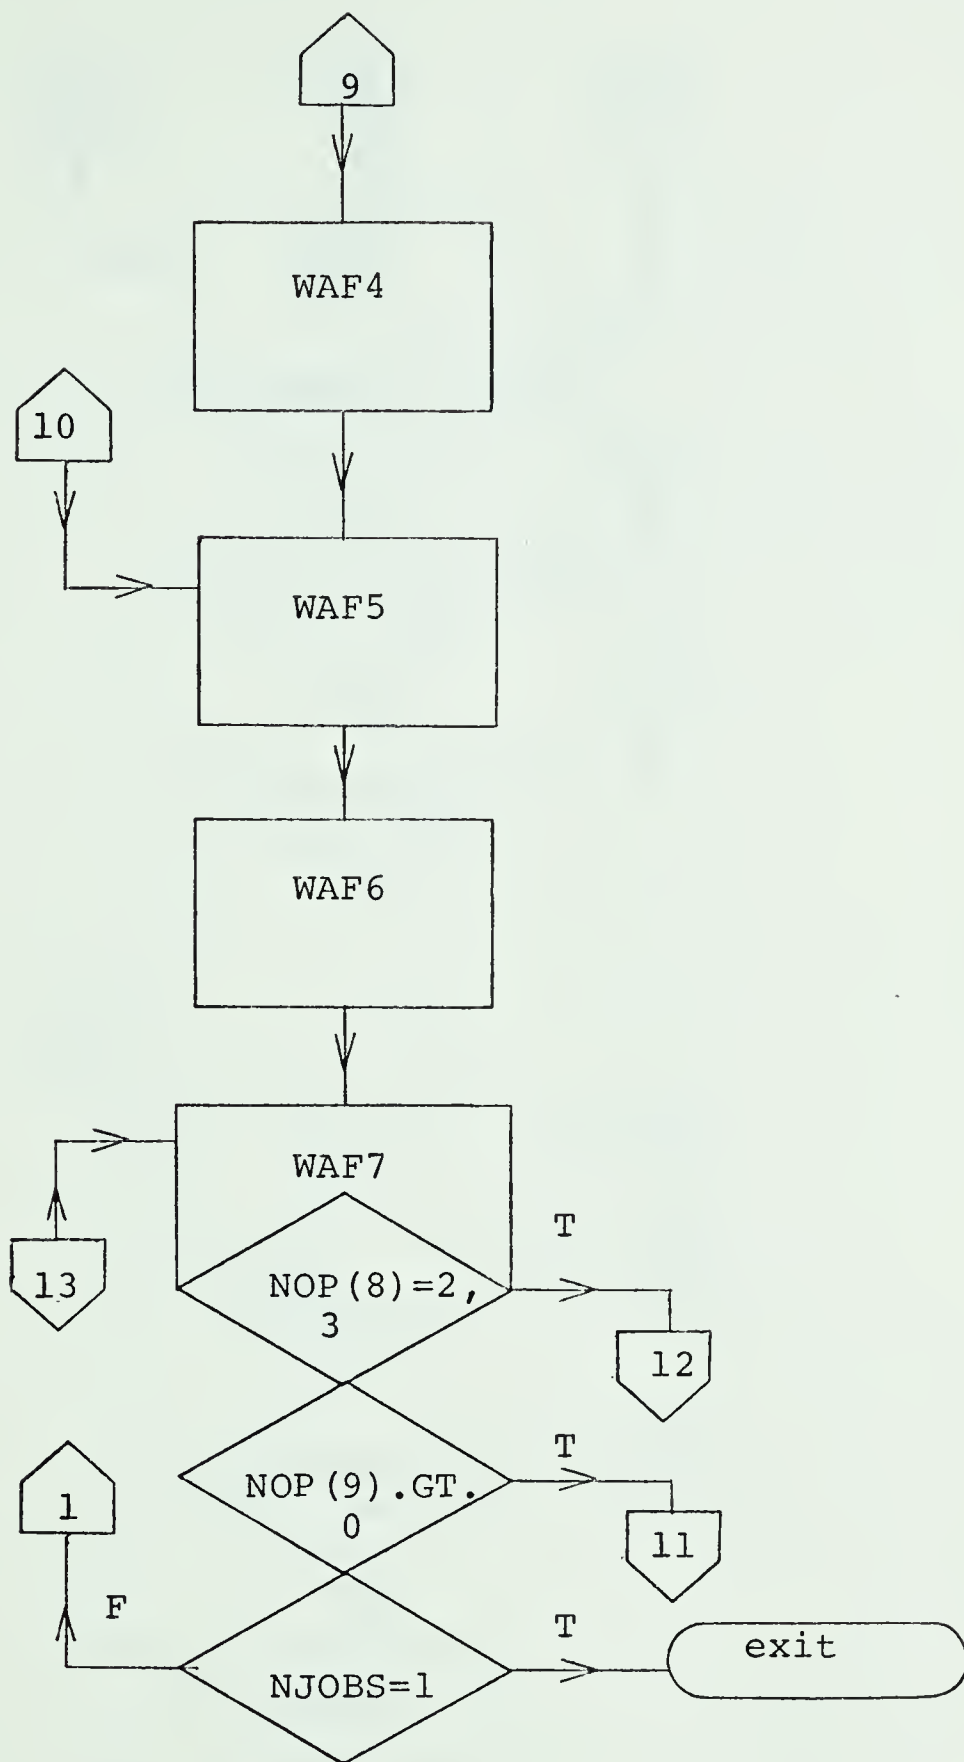 9
WAF4
10
WAF5
WAF6
WAF7
T
13
NOP(8)=2,
3
12
T
1
NOP(9).GT.
0
11
F
T
exit
NJOBS=1